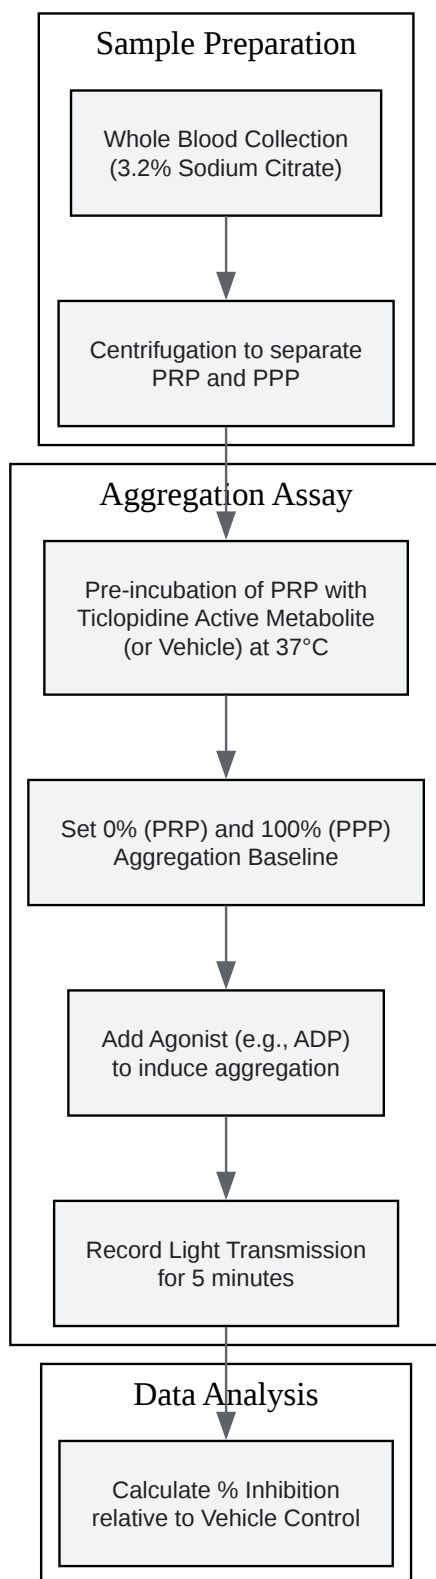 Sample Preparation
Whole Blood Collection
(3.2% Sodium Citrate)
Centrifugation to separate
PRP and PPP
Aggregation Assay
Pre-incubation of PRP with
Ticlopidine Active Metabolite
(or Vehicle) at 37°C
Set 0% (PRP) and 100% (PPP)
Aggregation Baseline
Add Agonist (e.g., ADP)
to induce aggregation
Record Light Transmission
for 5 minutes
Data Analysis
Calculate % Inhibition
relative to Vehicle Control